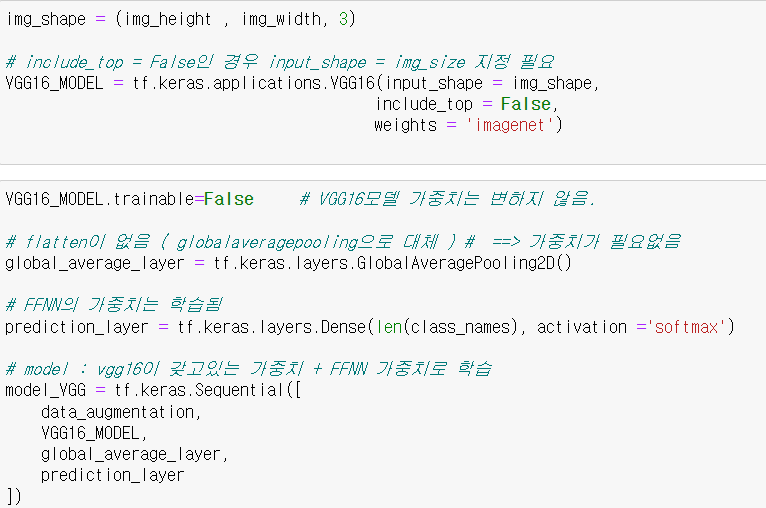 img_shape = (img_height , img_width, 3)
# include_top = False인 경우 input_shape = img_size 지정 필요
VGG16_MODEL = tf.keras.applications.VGG16(input_shape = img_shape,
include_top = False,
weights = 'imagenet')
VGG16_MODEL.trainable=False # VGG16모델 가중치는 변하지 않음.
# flatten이 없음 ( globalaveragepooling으로 대체 ) # ==> 가중치가 필요없음
global_average_layer = tf.keras.layers.GlobalAveragePooling2D()
# FFNN의 가중치는 학습됨
prediction_layer = tf.keras.layers.Dense(len(class_names), activation ='softmax')
# model : vgg16이 갖고있는 가중치 + FFNN 가중치로 학습
model_VGG = tf.keras.Sequential([
data_augmentation,
VGG16_MODEL,
global_average_layer,
prediction_layer
])